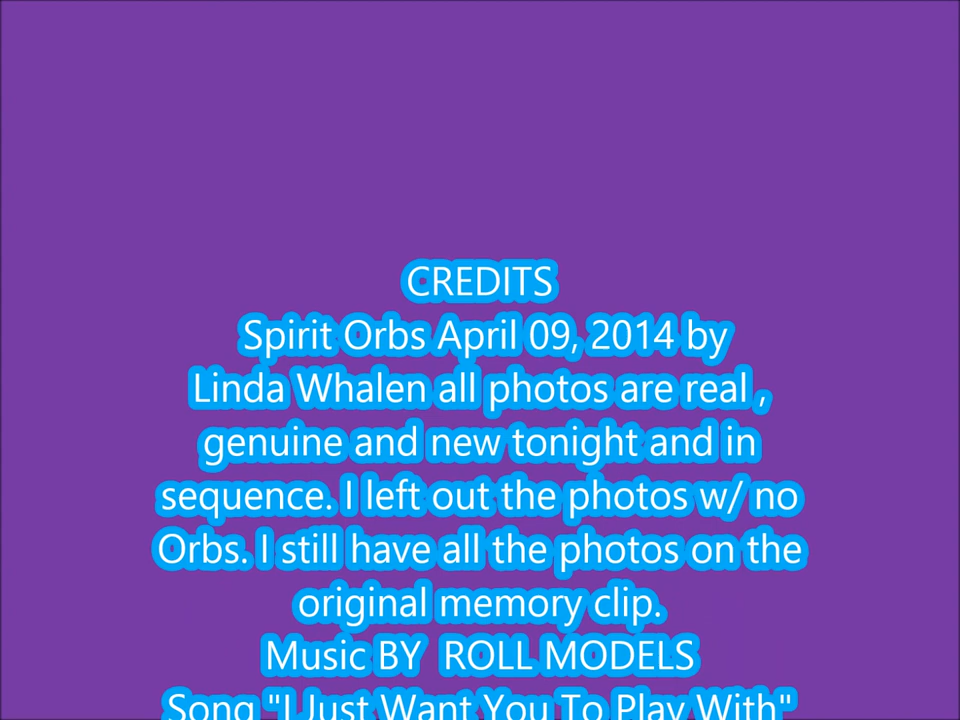 CREDITS
Spirit Orbs April 09, 2014 by
Linda Whalen all photos are real ,
genuine and new tonight and in
sequence. I left out the photos w/ no
Orbs. I still have all the photos on the
original memory clip.
Music BY  ROLL MODELS
Song "I Just Want You To Play With"